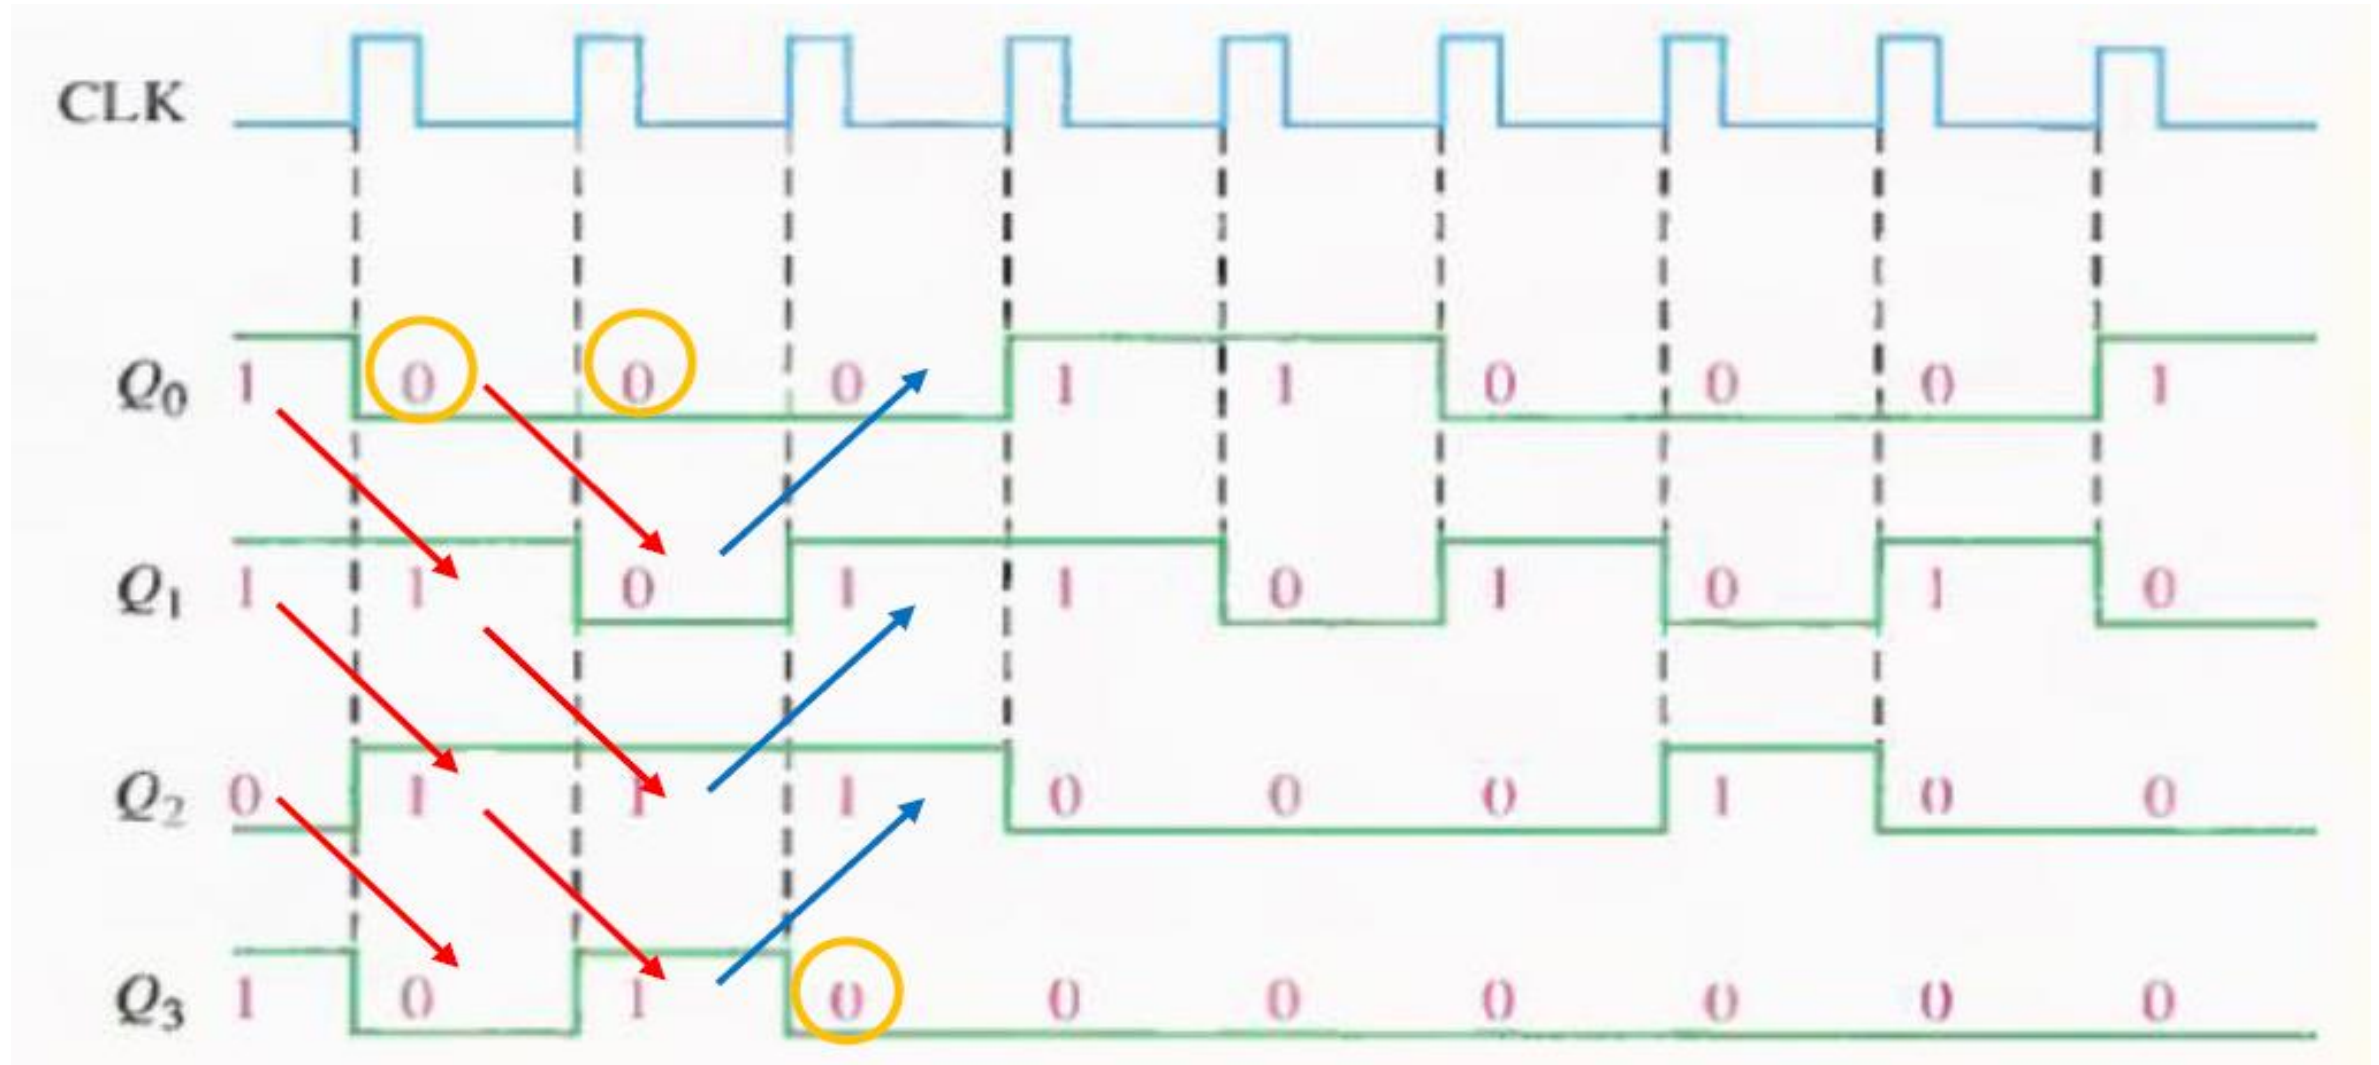 CLK
Q0 1 0 0 0 1 1 0 0 0 1
Q1 1 1 0 1 1 0 1 0 1 0
Q2 0 1 1 1 0 0 0 1 0 0
Q3 1 0 1 0 0 0 0 0 0 0